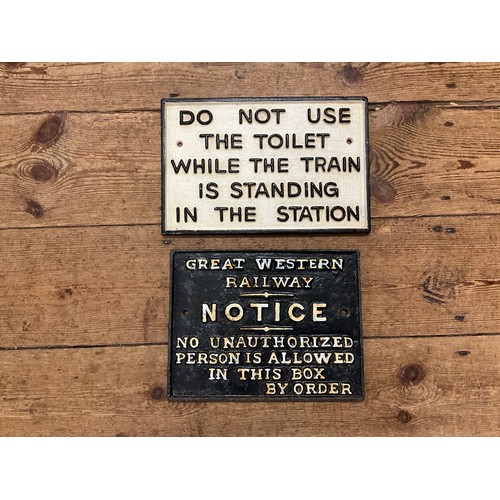 DO NOT USE
THE TOILET
WHILE THE TRAIN
IS STANDING
IN THE STATION
GREAT WESTERN
RAILWAY
NOTICE
NO UNAUTHORIZED
PERSON IS ALLOWED
IN THIS BOX
BY ORDER